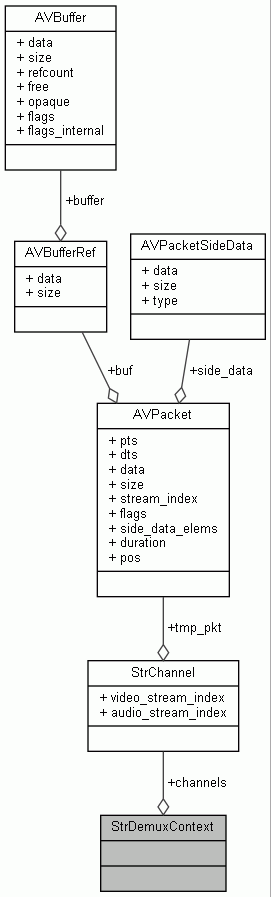 AVBuffer
+ data
+ size
+ refcount
+ free
+ opaque
+ flags
+ flags_internal
+buffer
AVBufferRef
+ data
+ size
AVPacketSideData
+ data
+ size
+ type
+buf
+side_data
AVPacket
+ pts
+ dts
+ data
+ size
+ stream_index
+ flags
+ side_data_elems
+ duration
+ pos
+tmp_pkt
StrChannel
+ video_stream_index
+ audio_stream_index
+channels
StrDemuxContext